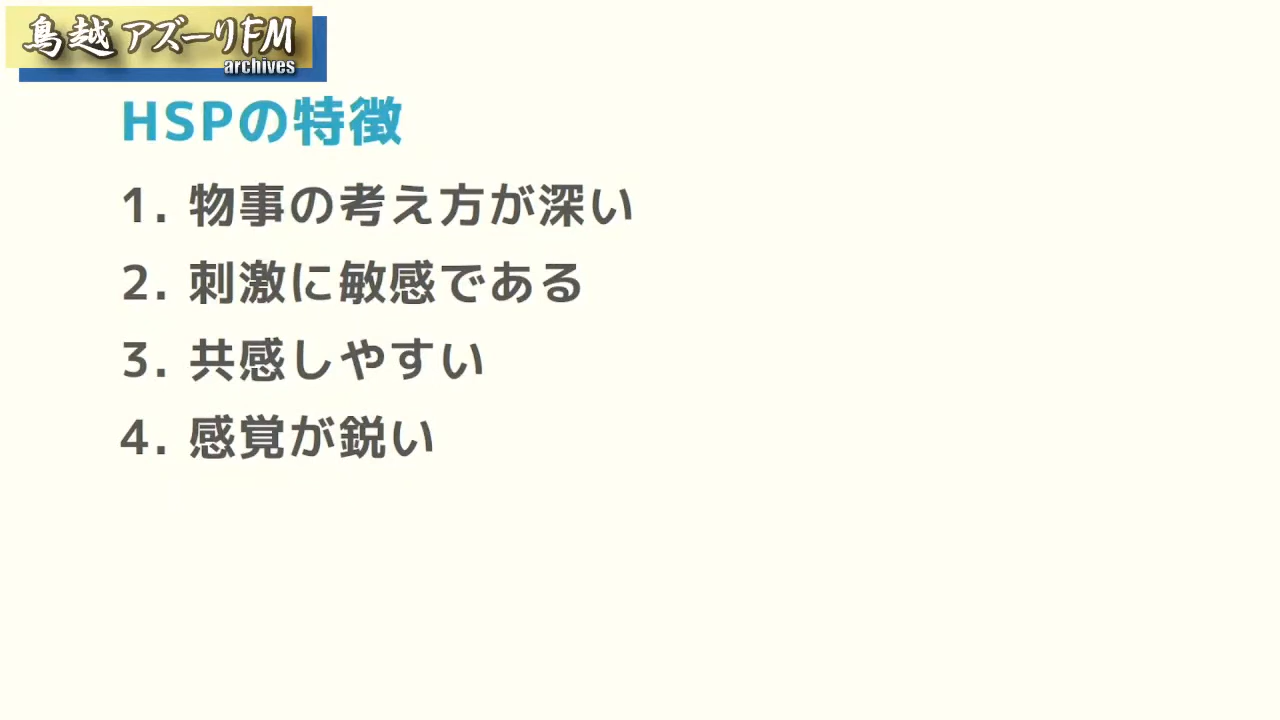 鳥越アズーリFM
archives
HSPの特徴
1. 物事の考え方が深い
2. 刺激に敏感である
3. 共感しやすい
4. 感覚が鋭い